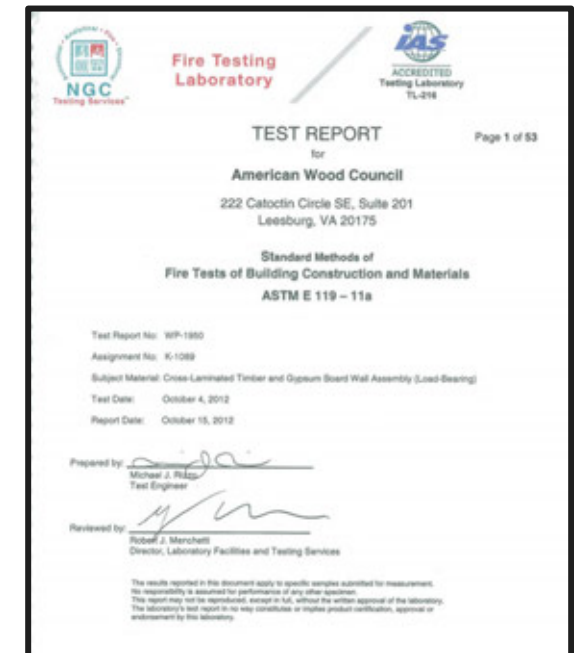 NGC
Testing Services
Fire Testing
Laboratory
IAS
ACCREDITED
Testing Laboratory
TL-216
TEST REPORT
Page 1 of 53
for
American Wood Council
222 Catoctin Circle SE, Suite 201
Leesburg, VA 20175
Standard Methods of
Fire Tests of Building Construction and Materials
ASTM E 119 – 11a
Test Report No: WP-1950
Assignment No: K-1089
Subject Material: Cross-Laminated Timber and Gypsum Board Wall Assembly (Load-Bearing)
Test Date: October 4, 2012
Report Date: October 15, 2012
Prepared by:
Michael J. Rizzo
Test Engineer
Reviewed by:
Robert J. Menchetti
Director, Laboratory Facilities and Testing Services
The results reported in this document apply to specific samples submitted for measurement.
No responsibility is assumed for performance of any other specimen.
This report may not be reproduced, except in full, without the written approval of the laboratory.
The laboratory's test report in no way constitutes or implies product certification, approval or
endorsement by this laboratory.